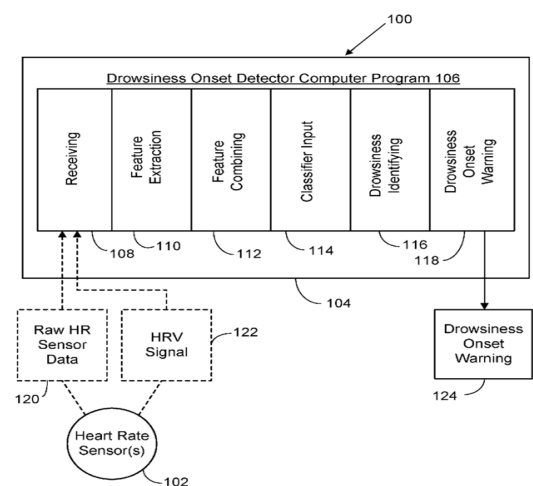 100
Drowsiness Onset Detector Computer Program 106
Receiving
Feature
Extraction
Feature
Combining
Classifier Input
Drowsiness
Identifying
Drowsiness
Onset
Warning
108
110
112
114
116
118
104
Raw HR
Sensor
Data
120
HRV
Signal
122
Drowsiness
Onset
Warning
124
Heart Rate
Sensor(s)
102